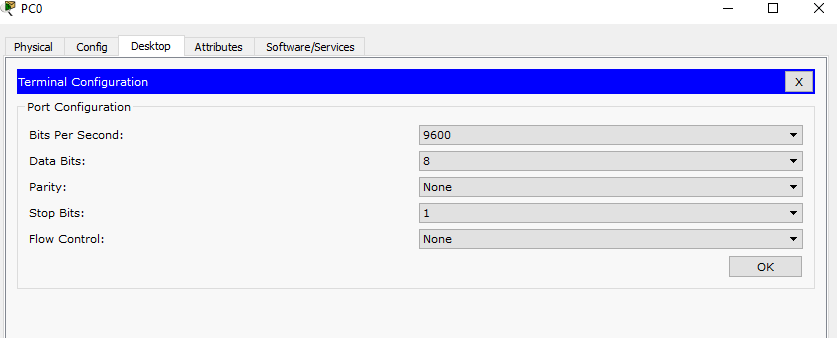 PC0
Physical Config Desktop Attributes Software/Services
Terminal Configuration X
Port Configuration
Bits Per Second: 9600
Data Bits: 8
Parity: None
Stop Bits: 1
Flow Control: None
OK